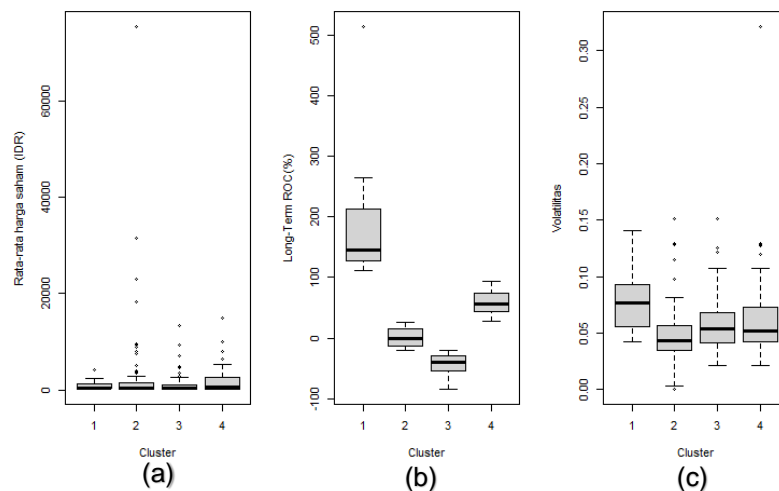 Rata-rata harga saham (IDR)
60000
40000
20000
0
1 2 3 4
Cluster
(a)
Long-Term ROC(%)
500
400
300
200
100
0
-100
1 2 3 4
Cluster
(b)
Volatilitas
0.30
0.25
0.20
0.15
0.10
0.05
0.00
1 2 3 4
Cluster
(c)